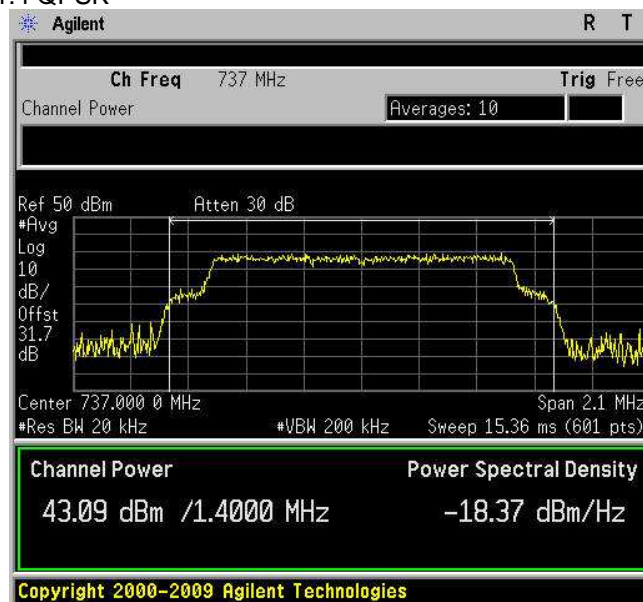 Agilent R T
Ch Freq 737 MHz Trig Free
Channel Power Averages: 10
Ref 50 dBm Atten 30 dB
#Avg
Log
10
dB/
Offst
31.7
dB
Center 737.000 0 MHz Span 2.1 MHz
#Res BW 20 kHz #VBW 200 kHz Sweep 15.36 ms (601 pts)
Channel Power Power Spectral Density
43.09 dBm /1.4000 MHz -18.37 dBm/Hz
Copyright 2000-2009 Agilent Technologies